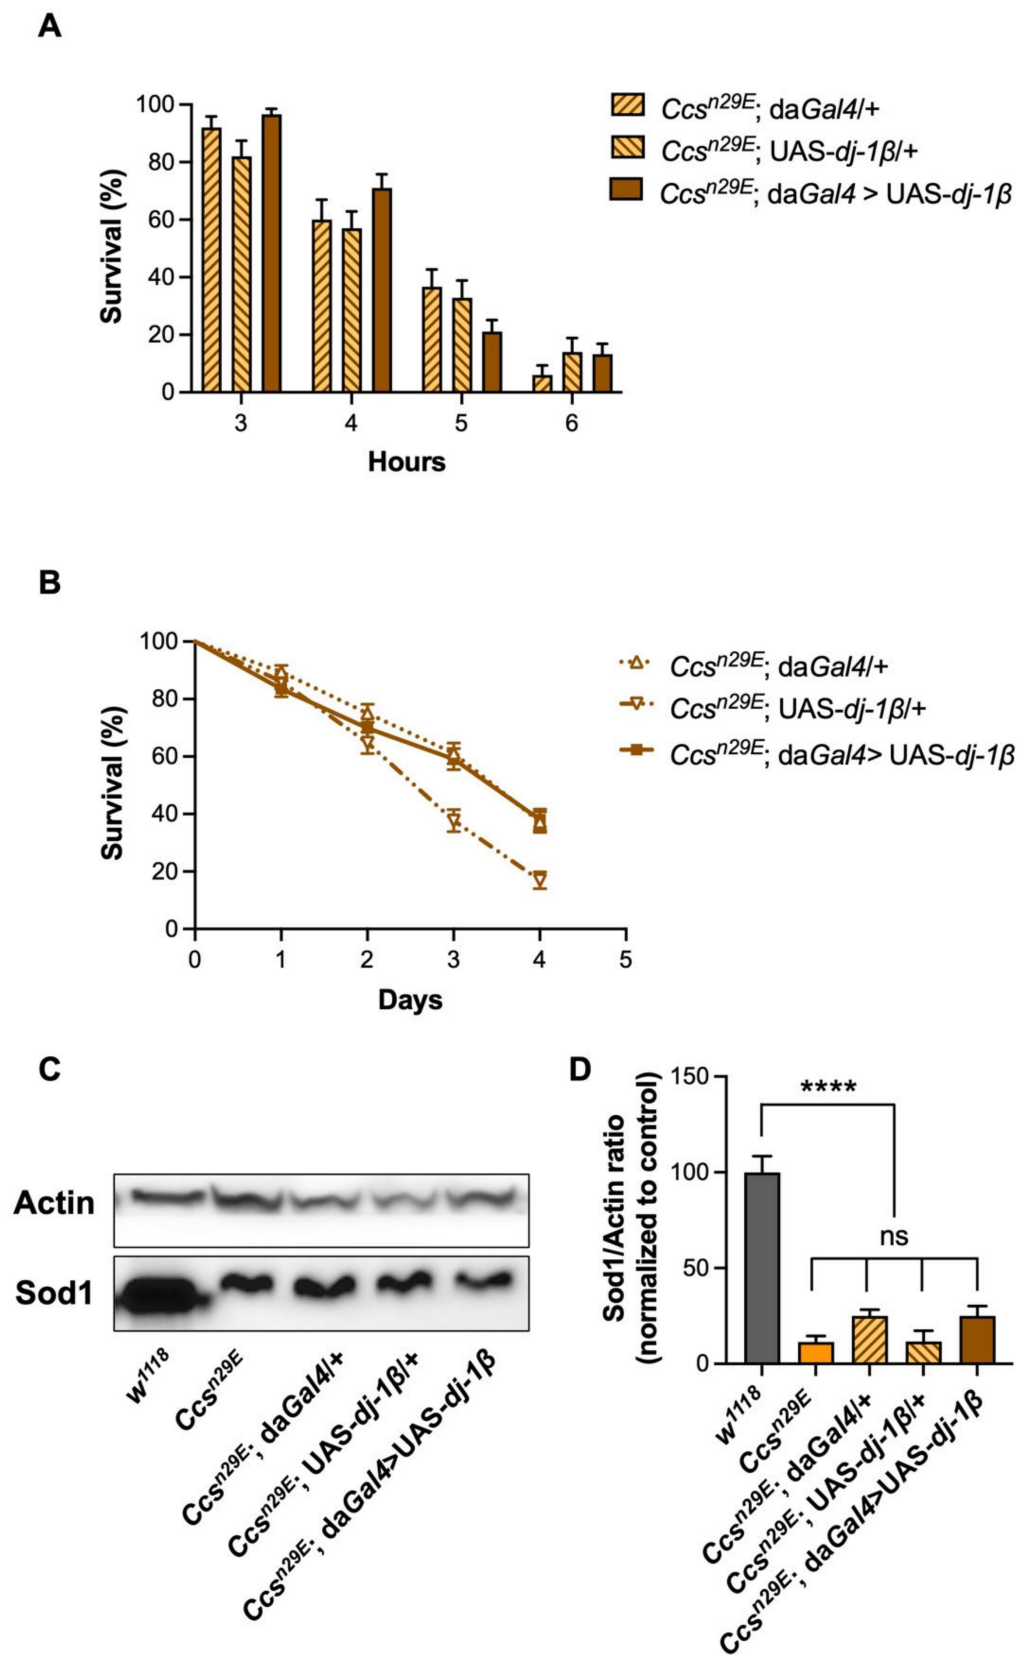 A
100
80
60
40
20
0
Survival (%)
3 4 5 6
Hours
Ccsⁿ²⁹ᴱ; daGal4/+
Ccsⁿ²⁹ᴱ; UAS-dj-1β/+
Ccsⁿ²⁹ᴱ; daGal4 > UAS-dj-1β
B
100
80
60
40
20
0
Survival (%)
0 1 2 3 4 5
Days
Ccsⁿ²⁹ᴱ; daGal4/+
Ccsⁿ²⁹ᴱ; UAS-dj-1β/+
Ccsⁿ²⁹ᴱ; daGal4> UAS-dj-1β
C
Actin
Sod1
w¹¹¹⁸
Ccsⁿ²⁹ᴱ
Ccsⁿ²⁹ᴱ; daGal4/+
Ccsⁿ²⁹ᴱ; UAS-dj-1β/+
Ccsⁿ²⁹ᴱ; daGal4>UAS-dj-1β
D
Sod1/Actin ratio
(normalized to control)
150
100
50
0
****
ns
w¹¹¹⁸
Ccsⁿ²⁹ᴱ
Ccsⁿ²⁹ᴱ; daGal4/+
Ccsⁿ²⁹ᴱ; UAS-dj-1β/+
Ccsⁿ²⁹ᴱ; daGal4>UAS-dj-1β